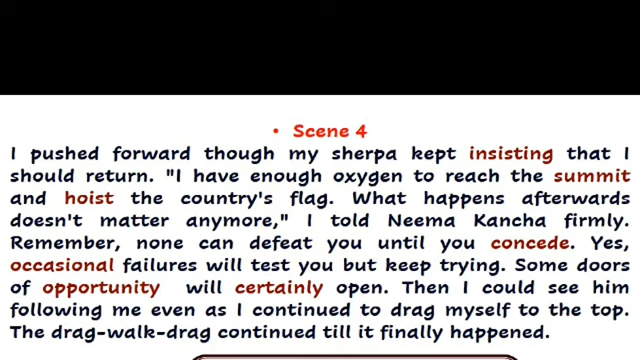 • Scene 4
I pushed forward though my sherpa kept insisting that I
should return. "I have enough oxygen to reach the summit
and hoist the country's flag. What happens afterwards
doesn't matter anymore," I told Neema Kancha firmly.
Remember, none can defeat you until you concede. Yes,
occasional failures will test you but keep trying. Some doors
of opportunity will certainly open. Then I could see him
following me even as I continued to drag myself to the top.
The drag-walk-drag continued till it finally happened.